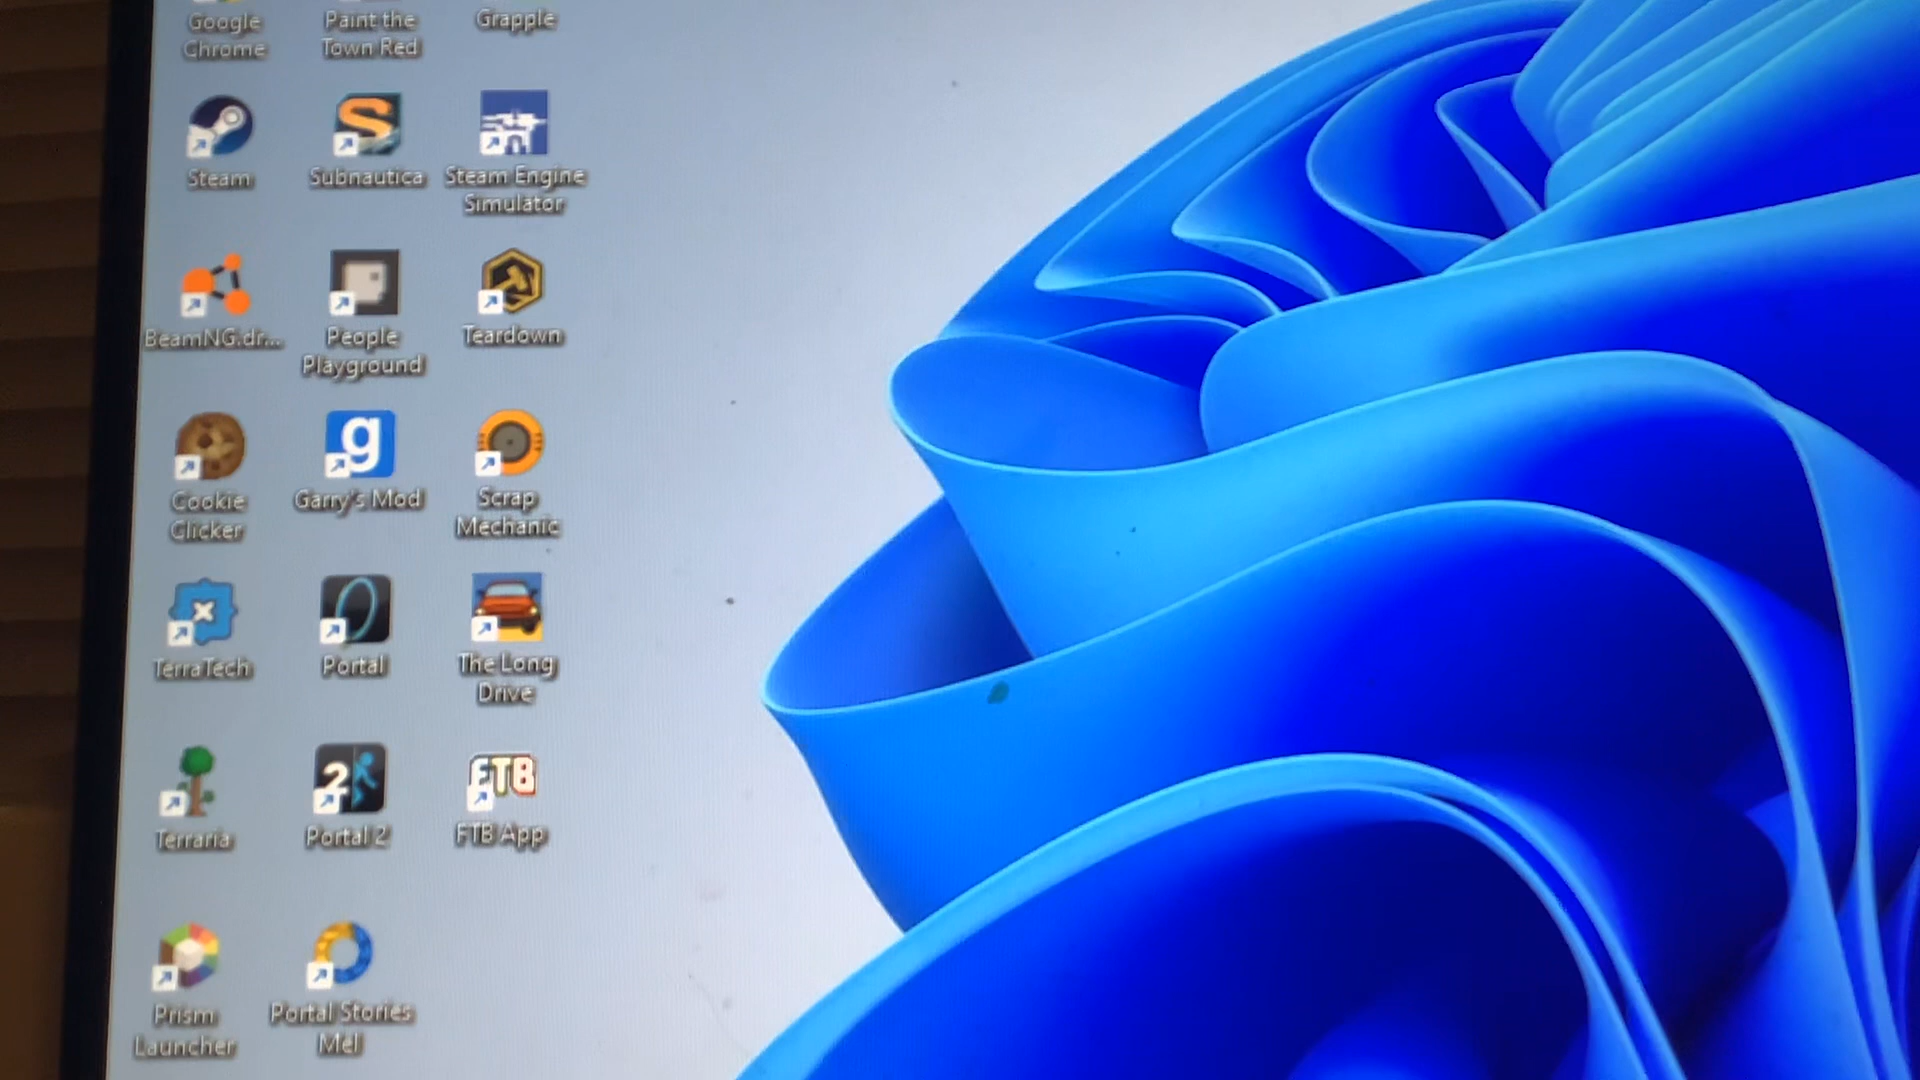 Google
Chrome
Paint the
Town Red
Grapple
Steam
Subnautica
Steam Engine
Simulator
BeamNG.dr...
People
Playground
Teardown
Cookie
Clicker
g
Garry's Mod
Scrap
Mechanic
TerraTech
Portal
The Long
Drive
Terraria
2
Portal 2
FTB
FTB App
Prism
Launcher
Portal Stories
Mel